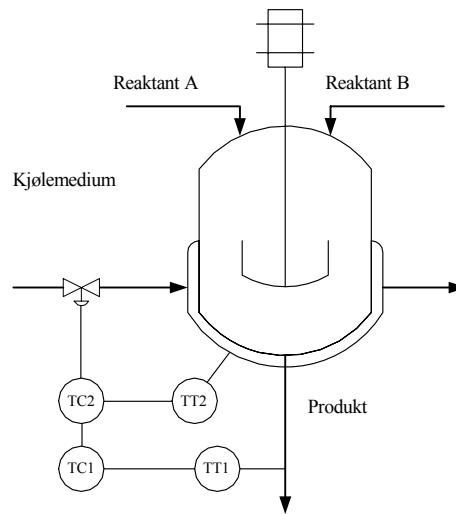 Reaktant A
Reaktant B
Kjølemedium
TC2
TT2
Produkt
TC1
TT1